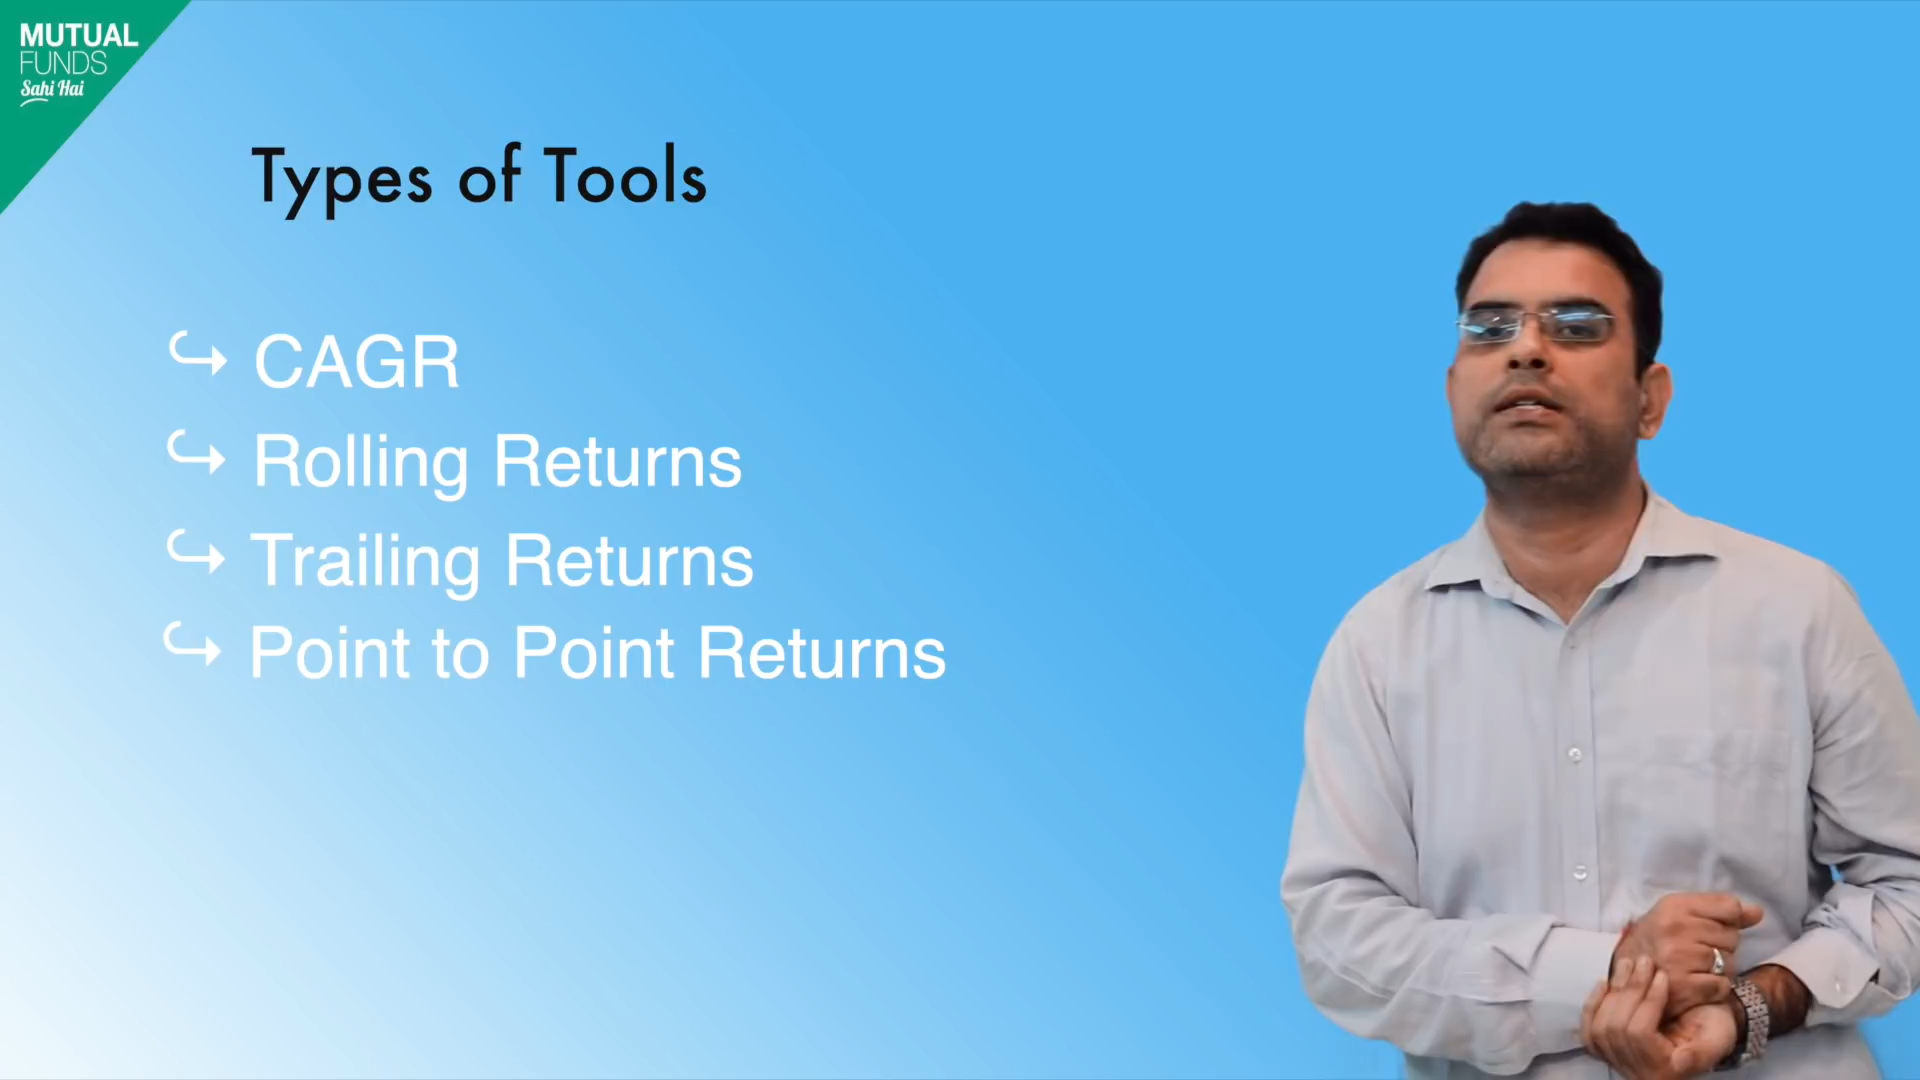 MUTUAL
FUNDS
Sahi Hai
Types of Tools
↪ CAGR
↪ Rolling Returns
↪ Trailing Returns
↪ Point to Point Returns